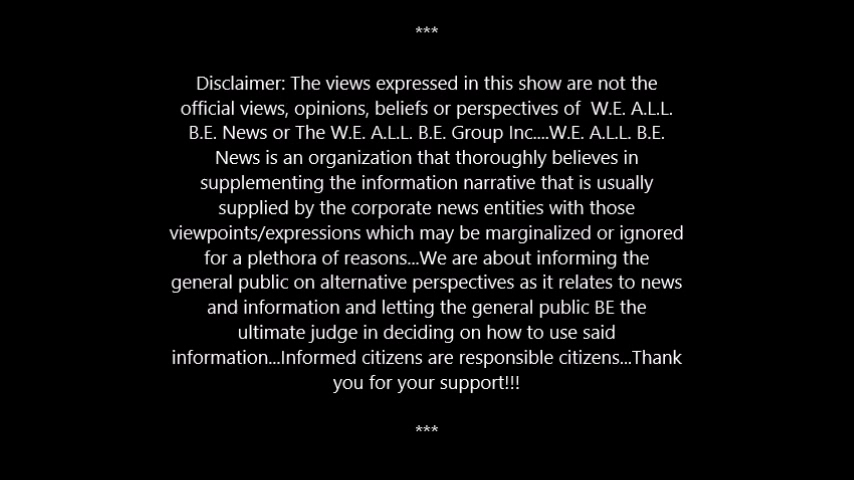 ***
Disclaimer: The views expressed in this show are not the
official views, opinions, beliefs or perspectives of  W.E. A.L.L.
B.E. News or The W.E. A.L.L. B.E. Group Inc....W.E. A.L.L. B.E.
News is an organization that thoroughly believes in
supplementing the information narrative that is usually
supplied by the corporate news entities with those
viewpoints/expressions which may be marginalized or ignored
for a plethora of reasons...We are about informing the
general public on alternative perspectives as it relates to news
and information and letting the general public BE the
ultimate judge in deciding on how to use said
information...Informed citizens are responsible citizens...Thank
you for your support!!!
***